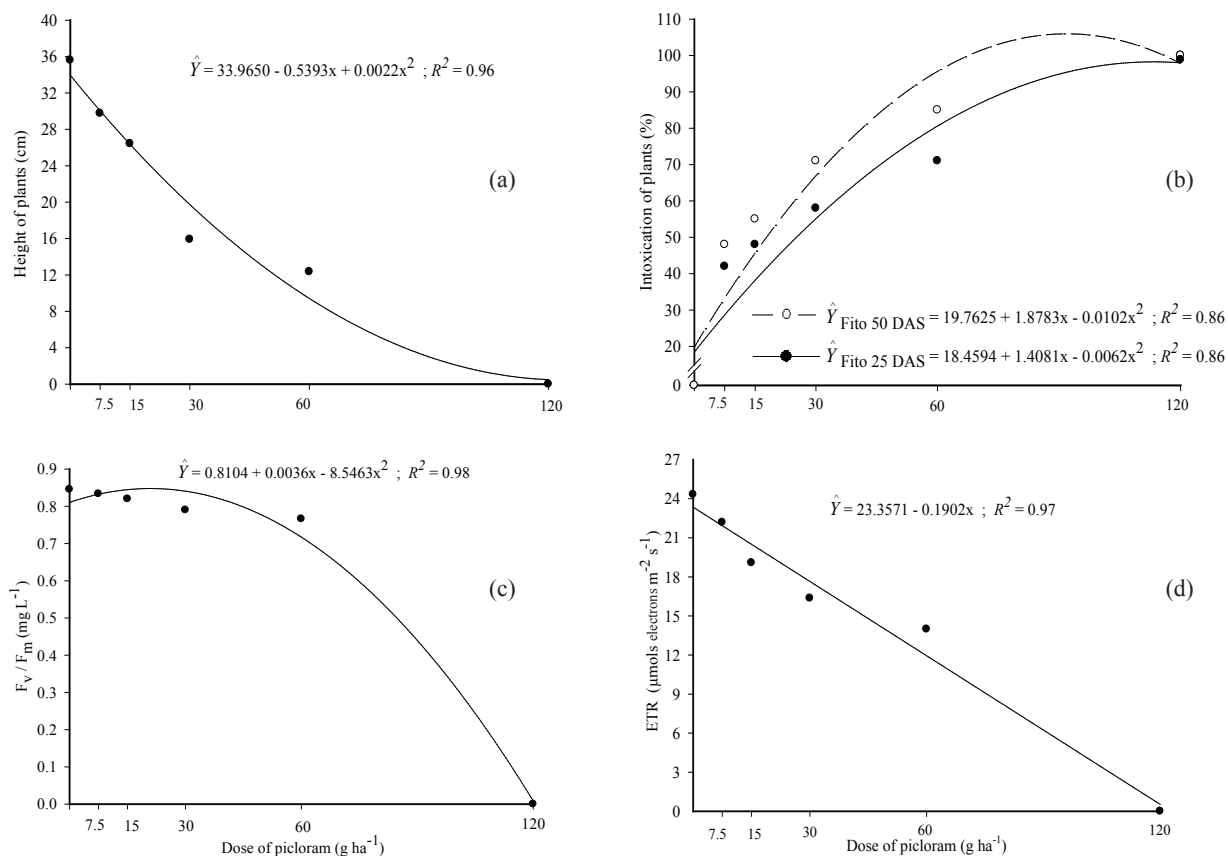 40
36
32
28
24
20
16
12
8
4
0
Height of plants (cm)
Ŷ = 33.9650 - 0.5393x + 0.0022x² ; R² = 0.96
(a)
7.5 15 30 60 120
110
100
90
80
70
60
50
40
30
20
0
Intoxication of plants (%)
(b)
Ŷ Fito 50 DAS = 19.7625 + 1.8783x - 0.0102x² ; R² = 0.86
Ŷ Fito 25 DAS = 18.4594 + 1.4081x - 0.0062x² ; R² = 0.86
7.5 15 30 60 120
0.9
0.8
0.7
0.6
0.5
0.4
0.3
0.2
0.1
0.0
Fv / Fm (mg L⁻¹)
Ŷ = 0.8104 + 0.0036x - 8.5463x² ; R² = 0.98
(c)
7.5 15 30 60 120
Dose of picloram (g ha⁻¹)
27
24
21
18
15
12
9
6
3
0
ETR (µmols electrons m⁻² s⁻¹)
Ŷ = 23.3571 - 0.1902x ; R² = 0.97
(d)
7.5 15 30 60 120
Dose of picloram (g ha⁻¹)